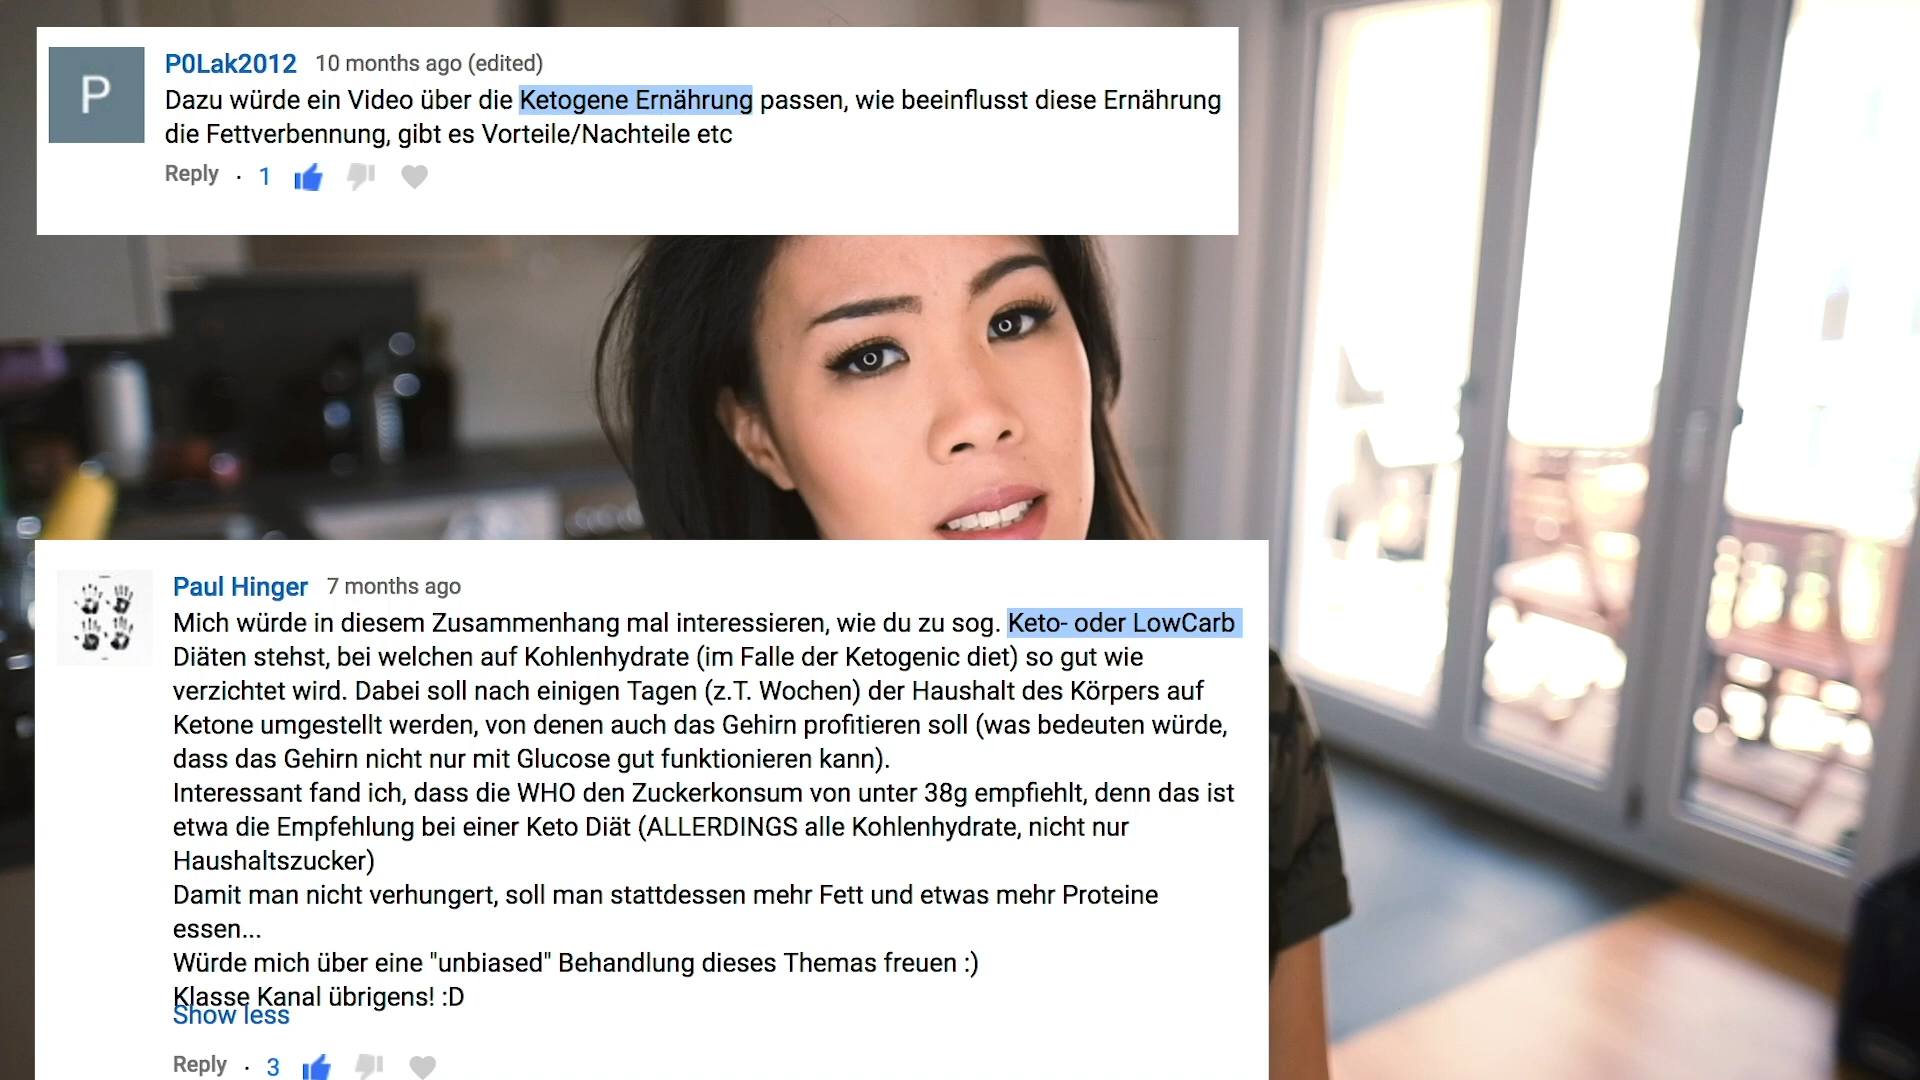 P
P0Lak2012 10 months ago (edited)
Dazu würde ein Video über die Ketogene Ernährung passen, wie beeinflusst diese Ernährung
die Fettverbennung, gibt es Vorteile/Nachteile etc
Reply · 1
Paul Hinger 7 months ago
Mich würde in diesem Zusammenhang mal interessieren, wie du zu sog. Keto- oder LowCarb
Diäten stehst, bei welchen auf Kohlenhydrate (im Falle der Ketogenic diet) so gut wie
verzichtet wird. Dabei soll nach einigen Tagen (z.T. Wochen) der Haushalt des Körpers auf
Ketone umgestellt werden, von denen auch das Gehirn profitieren soll (was bedeuten würde,
dass das Gehirn nicht nur mit Glucose gut funktionieren kann).
Interessant fand ich, dass die WHO den Zuckerkonsum von unter 38g empfiehlt, denn das ist
etwa die Empfehlung bei einer Keto Diät (ALLERDINGS alle Kohlenhydrate, nicht nur
Haushaltszucker)
Damit man nicht verhungert, soll man stattdessen mehr Fett und etwas mehr Proteine
essen...
Würde mich über eine "unbiased" Behandlung dieses Themas freuen :)
Klasse Kanal übrigens! :D
Show less
Reply · 3